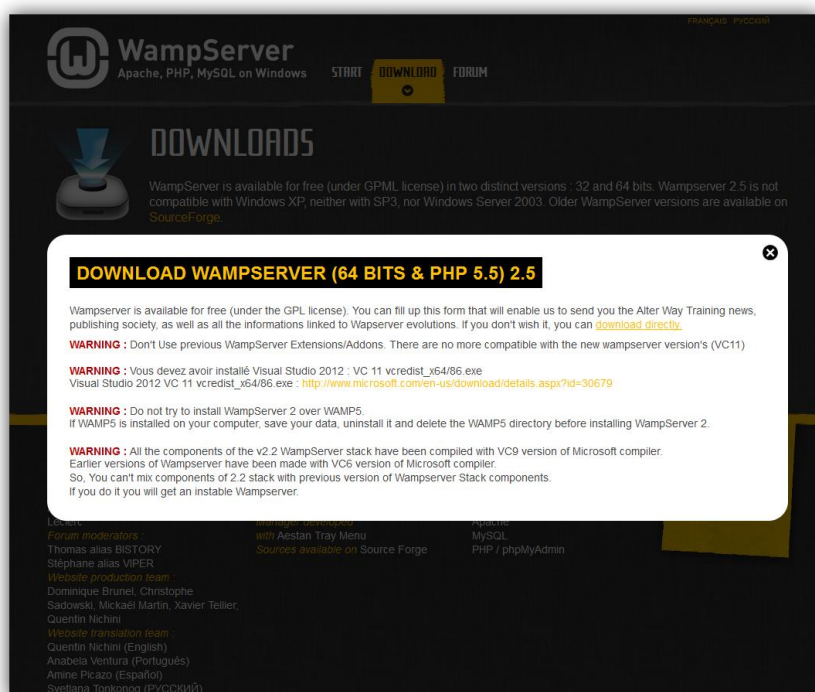 FRANÇAIS РУССКИЙ
WampServer
Apache, PHP, MySQL on Windows
START DOWNLOAD FORUM
DOWNLOADS
WampServer is available for free (under GPML license) in two distinct versions : 32 and 64 bits. Wampserver 2.5 is not
compatible with Windows XP, neither with SP3, nor Windows Server 2003. Older WampServer versions are available on
SourceForge.
DOWNLOAD WAMPSERVER (64 BITS & PHP 5.5) 2.5
Wampserver is available for free (under the GPL license). You can fill up this form that will enable us to send you the Alter Way Training news,
publishing society, as well as all the informations linked to Wapserver evolutions. If you don't wish it, you can download directly.
WARNING : Don't Use previous WampServer Extensions/Addons. There are no more compatible with the new wampserver version's (VC11)
WARNING : Vous devez avoir installé Visual Studio 2012 : VC 11 vcredist_x64/86.exe
Visual Studio 2012 VC 11 vcredist_x64/86.exe : http://www.microsoft.com/en-us/download/details.aspx?id=30679
WARNING : Do not try to install WampServer 2 over WAMP5.
If WAMP5 is installed on your computer, save your data, uninstall it and delete the WAMP5 directory before installing WampServer 2.
WARNING : All the components of the v2.2 WampServer stack have been compiled with VC9 version of Microsoft compiler.
Earlier versions of Wampserver have been made with VC6 version of Microsoft compiler.
So, You can't mix components of 2.2 stack with previous version of Wampserver Stack components.
If you do it you will get an instable Wampserver.
Leclerc
Forum moderators :
Thomas alias BISTORY
Stéphane alias VIPER
Website production team :
Dominique Brunel, Christophe
Sadowski, Mickaël Martin, Xavier Tellier,
Quentin Nichini
Website translation team :
Quentin Nichini (English)
Anabela Ventura (Português)
Amine Picazo (Español)
Svetlana Tonkonog (РУССКИЙ)
Manager developed
with Aestan Tray Menu
Sources available on Source Forge
Apache
MySQL
PHP / phpMyAdmin